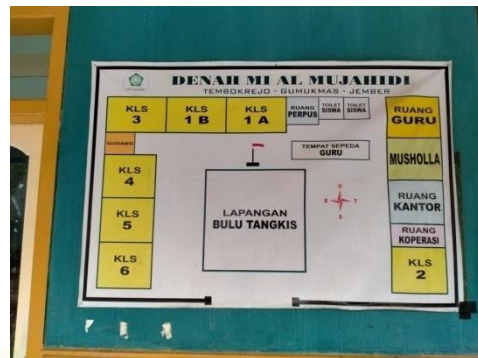 DENAH MI AL MUJAHIDI
TEMBOKREJO - GUMUKMAS - JEMBER
KLS
3
KLS
1 B
KLS
1 A
RUANG
PERPUS
TOILET
SISWA
TOILET
SISWA
RUANG
GURU
GUDANG
TEMPAT SEPEDA
GURU
MUSHOLLA
KLS
4
U
B T
S
RUANG
KANTOR
LAPANGAN
BULU TANGKIS
KLS
5
RUANG
KOPERASI
KLS
6
KLS
2